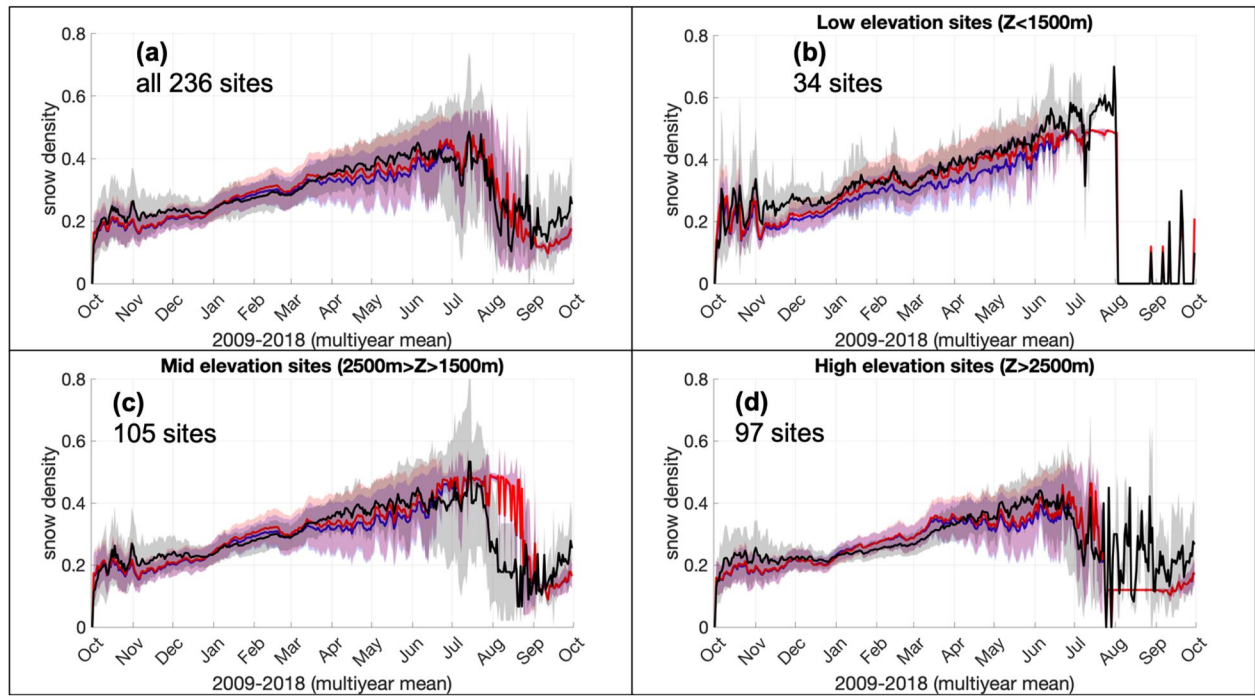 (a)
all 236 sites
snow density
0.8
0.6
0.4
0.2
0
Oct
Nov
Dec
Jan
Feb
Mar
Apr
May
Jun
Jul
Aug
Sep
Oct
2009-2018 (multiyear mean)
Low elevation sites (Z<1500m)
(b)
34 sites
snow density
0.8
0.6
0.4
0.2
0
Oct
Nov
Dec
Jan
Feb
Mar
Apr
May
Jun
Jul
Aug
Sep
Oct
2009-2018 (multiyear mean)
Mid elevation sites (2500m>Z>1500m)
(c)
105 sites
snow density
0.8
0.6
0.4
0.2
0
Oct
Nov
Dec
Jan
Feb
Mar
Apr
May
Jun
Jul
Aug
Sep
Oct
2009-2018 (multiyear mean)
High elevation sites (Z>2500m)
(d)
97 sites
snow density
0.8
0.6
0.4
0.2
0
Oct
Nov
Dec
Jan
Feb
Mar
Apr
May
Jun
Jul
Aug
Sep
Oct
2009-2018 (multiyear mean)